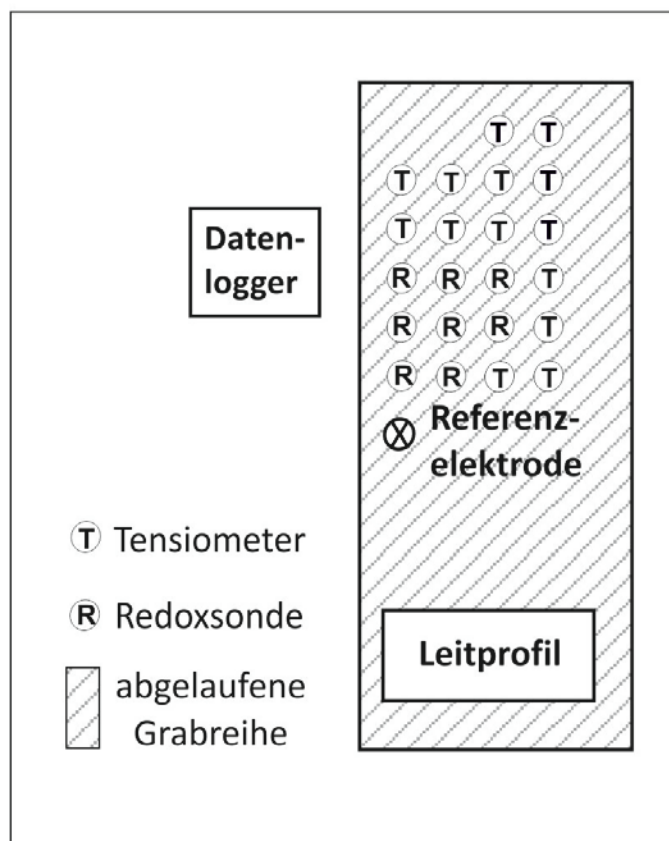 T T
T T T T
Daten-
logger
T T T T
R R R T
R R R T
R R T T
Referenz-
elektrode
T Tensiometer
R Redoxsonde
abgelaufene
Grabreihe
Leitprofil